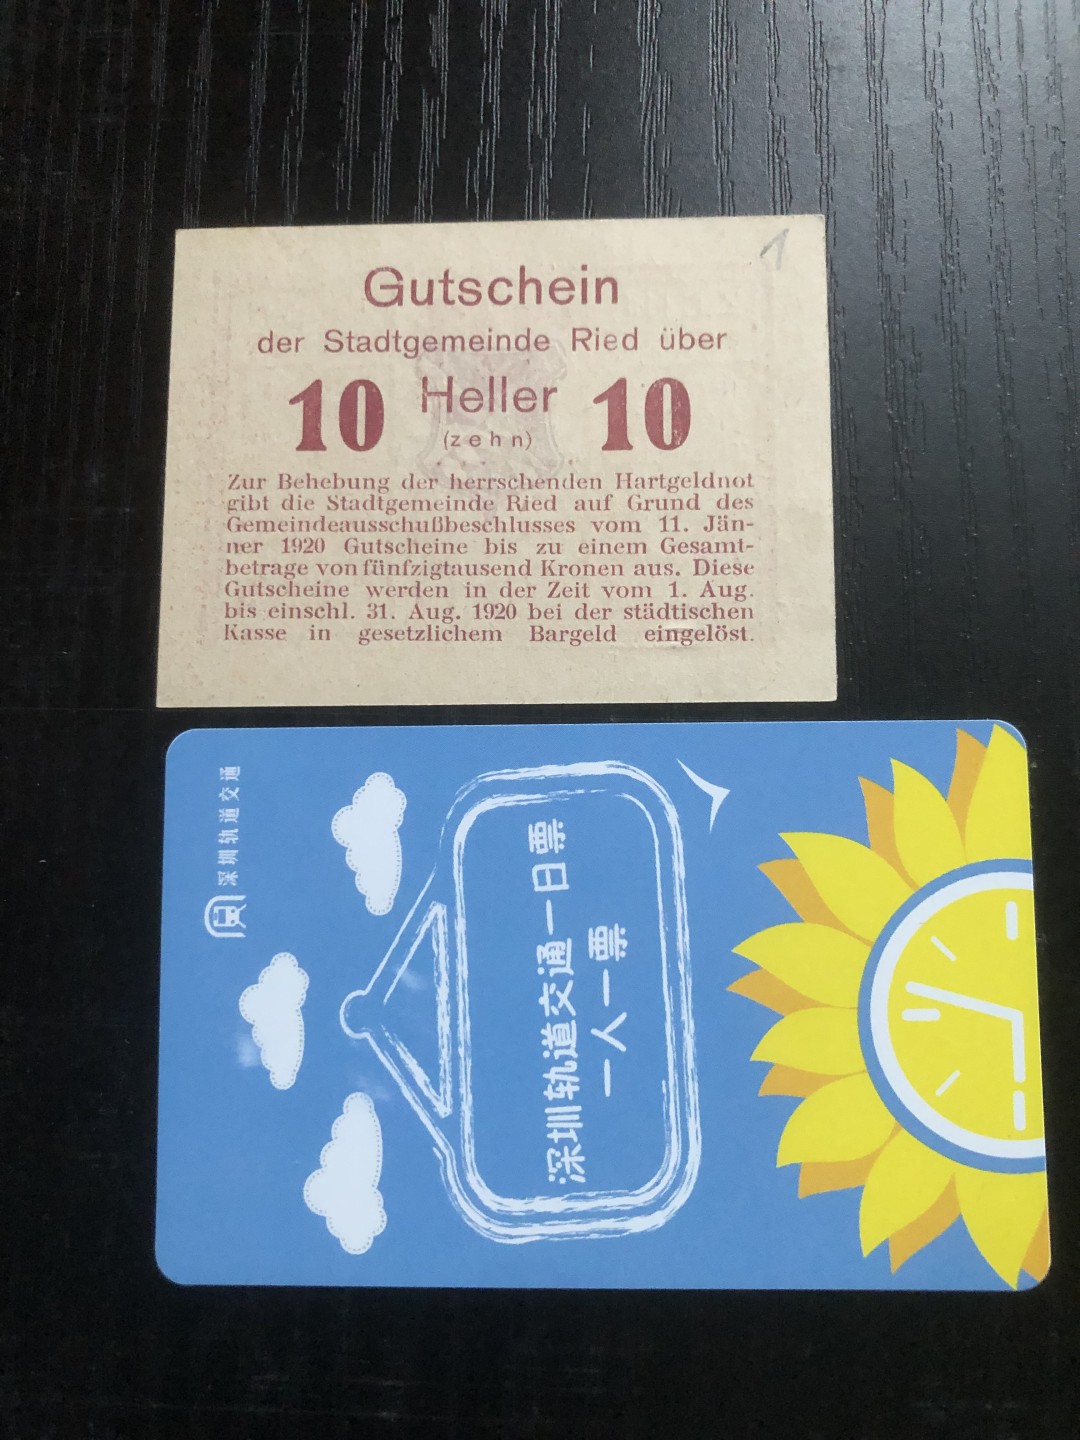 1
Gutschein
der Stadtgemeinde Ried über
10 Heller 10
(zehn)
Zur Behebung der herrschenden Hartgeldnot
gibt die Stadtgemeinde Ried auf Grund des
Gemeindeausschußbeschlusses vom 11. Jän-
ner 1920 Gutscheine bis zu einem Gesamt-
betrage von fünfzigtausend Kronen aus. Diese
Gutscheine werden in der Zeit vom 1. Aug.
bis einschl. 31. Aug. 1920 bei der städtischen
Kasse in gesetzlichem Bargeld eingelöst.
深圳轨道交通
深圳轨道交通一日票
一人一票